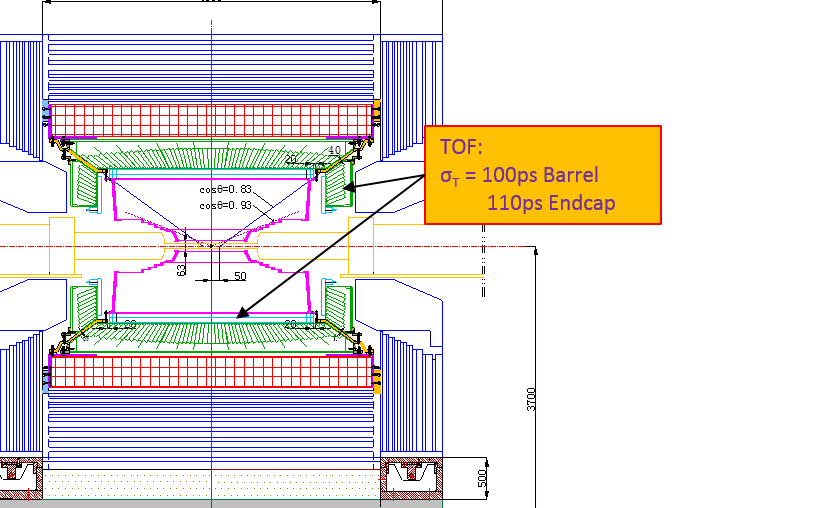 40
20
TOF:
σT = 100ps Barrel
110ps Endcap
cosθ=0.83
cosθ=0.93
63
50
20
20
3700
500